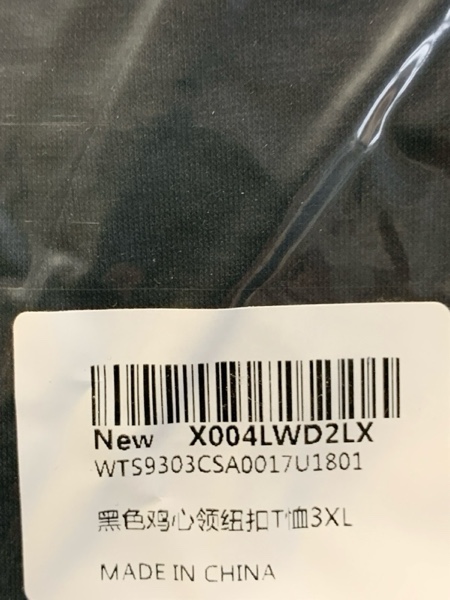 New X004LWD2LX
WTS9303CSA0017U1801
黑色鸡心领纽扣T恤3XL
MADE IN CHINA